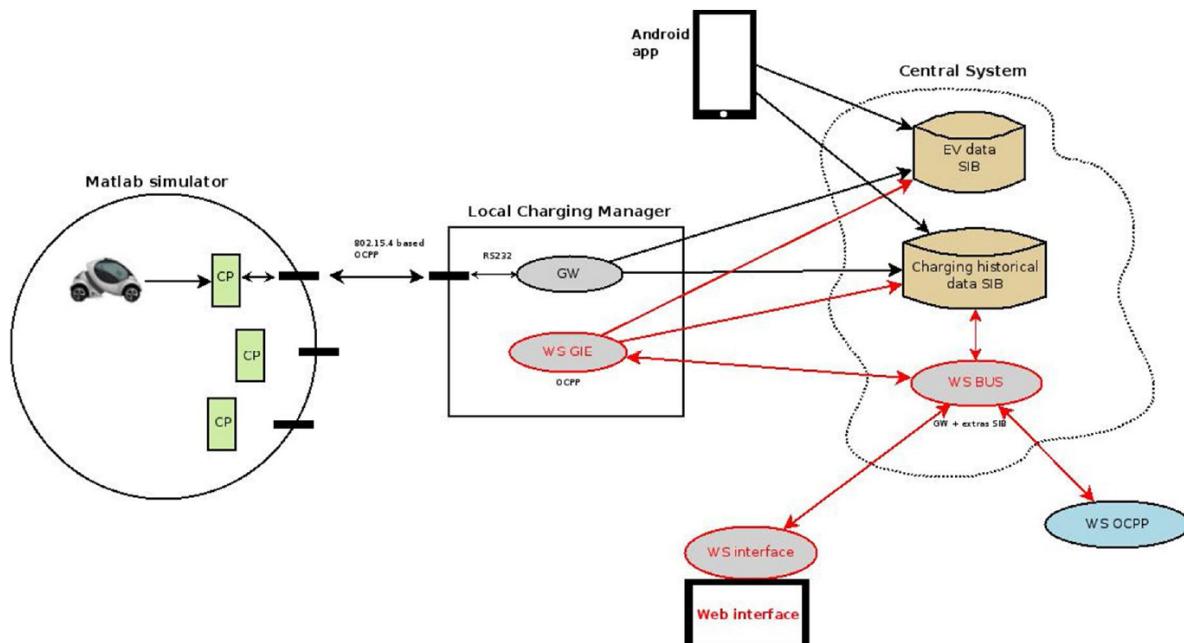 Android
app
Central System
EV data
SIB
Matlab simulator
Local Charging Manager
802.15.4 based
OCPP
RS232
CP
GW
Charging historical
data SIB
CP
WS GIE
OCPP
WS BUS
GW + extras SIB
CP
WS OCPP
WS interface
Web interface